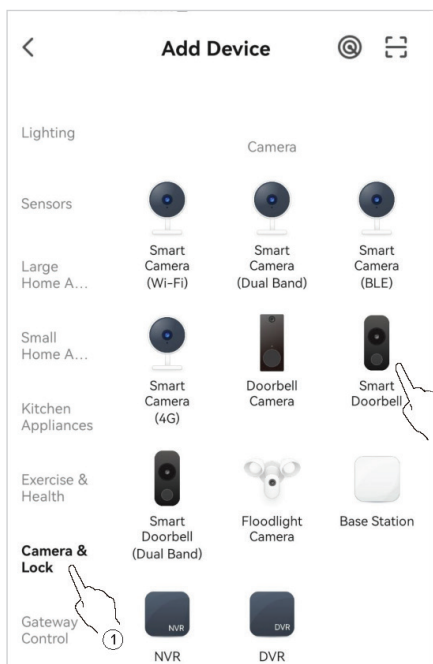 Add Device
Lighting
Sensors
Large
Home A...
Small
Home A...
Kitchen
Appliances
Exercise &
Health
Camera &
Lock
Gateway
Control
①
Camera
Smart
Camera
(Wi-Fi)
Smart
Camera
(Dual Band)
Smart
Camera
(BLE)
Smart
Camera
(4G)
Doorbell
Camera
Smart
Doorbell
Smart
Doorbell
(Dual Band)
Floodlight
Camera
Base Station
NVR
NVR
DVR
DVR